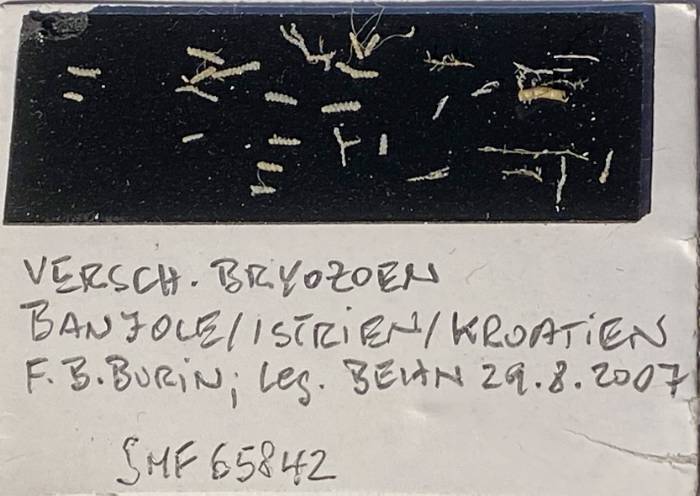 VERSCH. BRYOZOEN
BANJOLE/ISTRIEN/KROATIEN
F. B. BURIN; Leg. BEHN 29.8.2007
SMF 65842